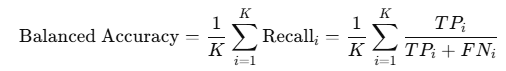 Balanced Accuracy = \frac{1}{K} \sum_{i=1}^{K} \text{Recall}_i = \frac{1}{K} \sum_{i=1}^{K} \frac{TP_i}{TP_i + FN_i}